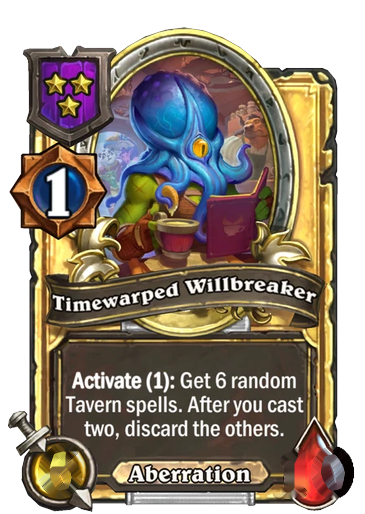 1
Timewarped Willbreaker
Activate (1): Get 6 random
Tavern spells. After you cast
two, discard the others.
Aberration